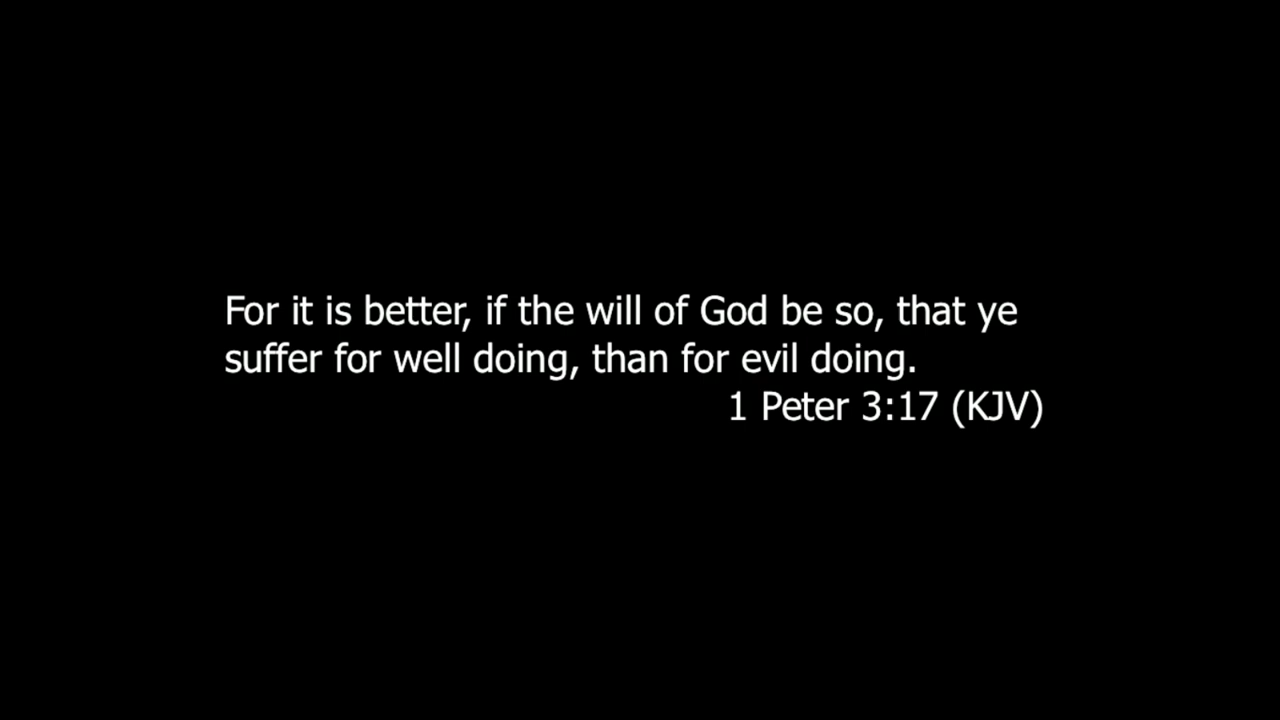 For it is better, if the will of God be so, that ye
suffer for well doing, than for evil doing.
1 Peter 3:17 (KJV)